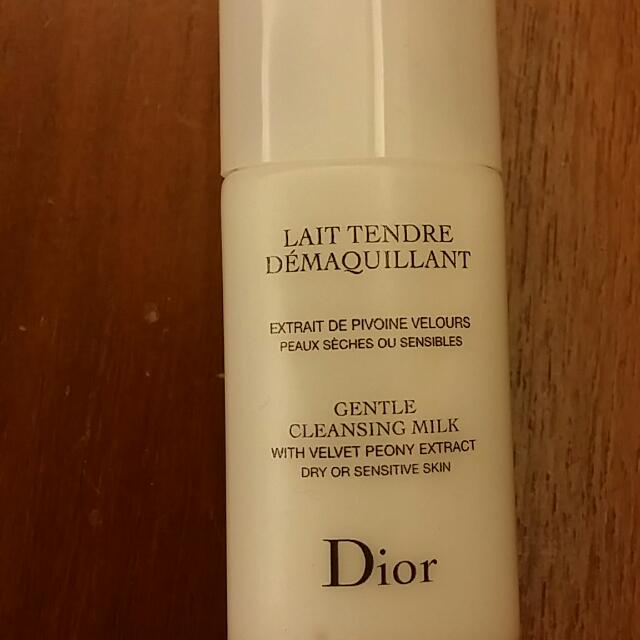 LAIT TENDRE
DÉMAQUILLANT
EXTRAIT DE PIVOINE VELOURS
PEAUX SÈCHES OU SENSIBLES
GENTLE
CLEANSING MILK
WITH VELVET PEONY EXTRACT
DRY OR SENSITIVE SKIN
Dior